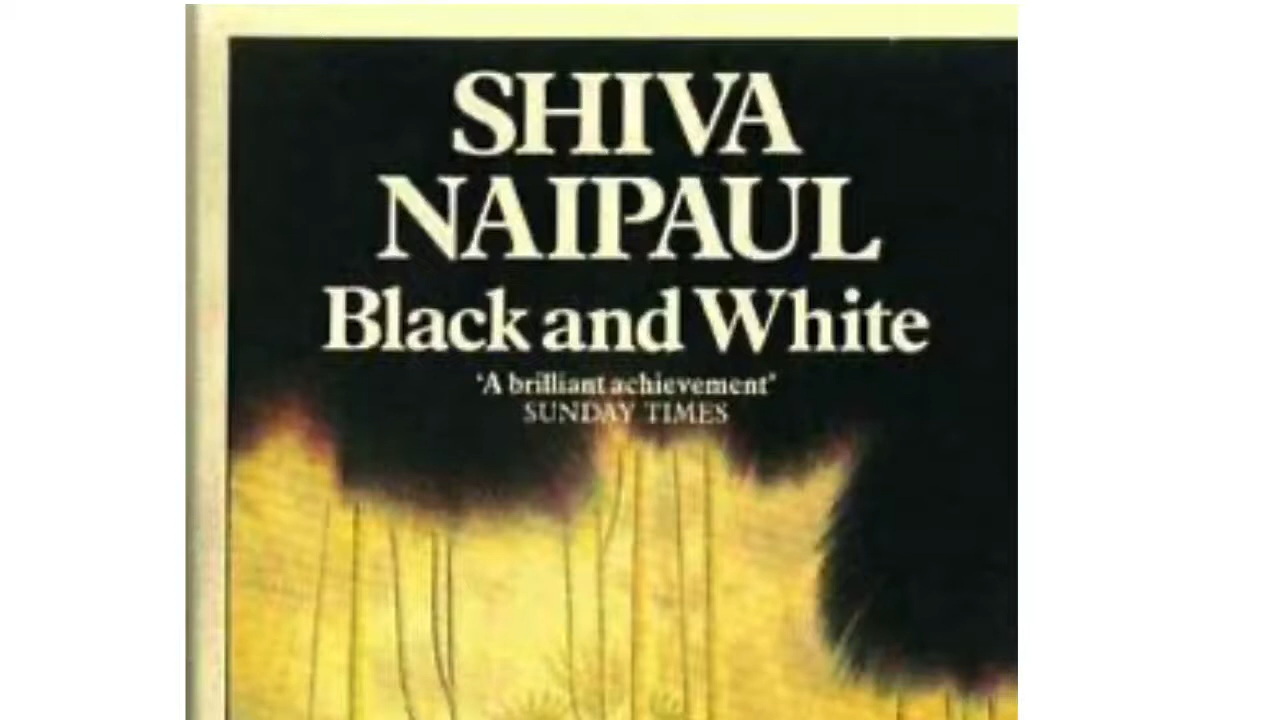 SHIVA
NAIPAUL
Black and White
‘A brilliant achievement’
SUNDAY TIMES